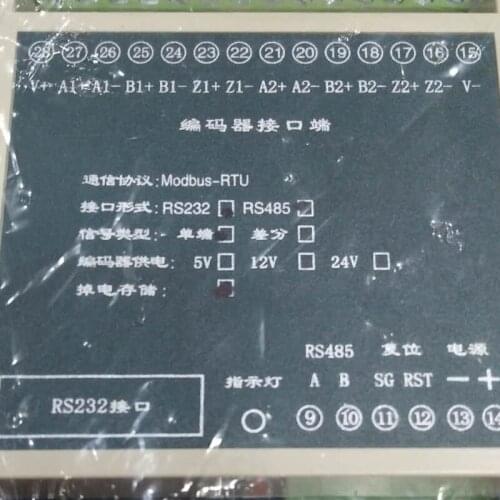 28 27 26 25 24 23 22 21 20 19 18 17 16 15
V+ A1+ A1- B1+ B1- Z1+ Z1- A2+ A2- B2+ B2- Z2+ Z2- V-
编码器接口端
通信协议:Modbus-RTU
接口形式:RS232 RS485
信号类型: 单端 差分
编码器供电: 5V 12V 24V
掉电存储:
RS485 复位 电源
指示灯 A B SG RST － ＋
RS232接口
9 10 11 12 13 14